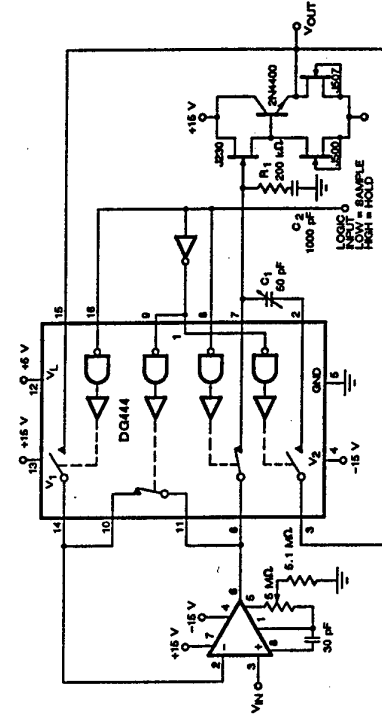 +15 V
+5 V
13
12
V1
VL
14
15
16
10
9
11
1
8
DG444
6
7
3
2
V2
GND
4
5
-15 V
+15 V
-15 V
7
4
2
6
3
5
1
8
VIN
5 MΩ
5.1 MΩ
30 pF
C1
50 pF
R1
200 kΩ
C2
1000 pF
LOGIC
INPUT
LOW = SAMPLE
HIGH = HOLD
+15 V
J230
2N4400
J500
J507
VOUT